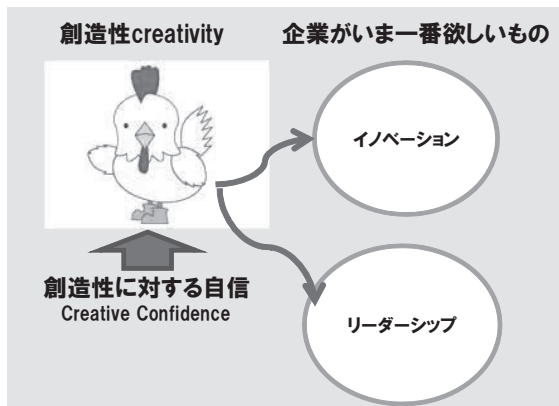 創造性creativity
企業がいま一番欲しいもの
イノベーション
創造性に対する自信
Creative Confidence
リーダーシップ